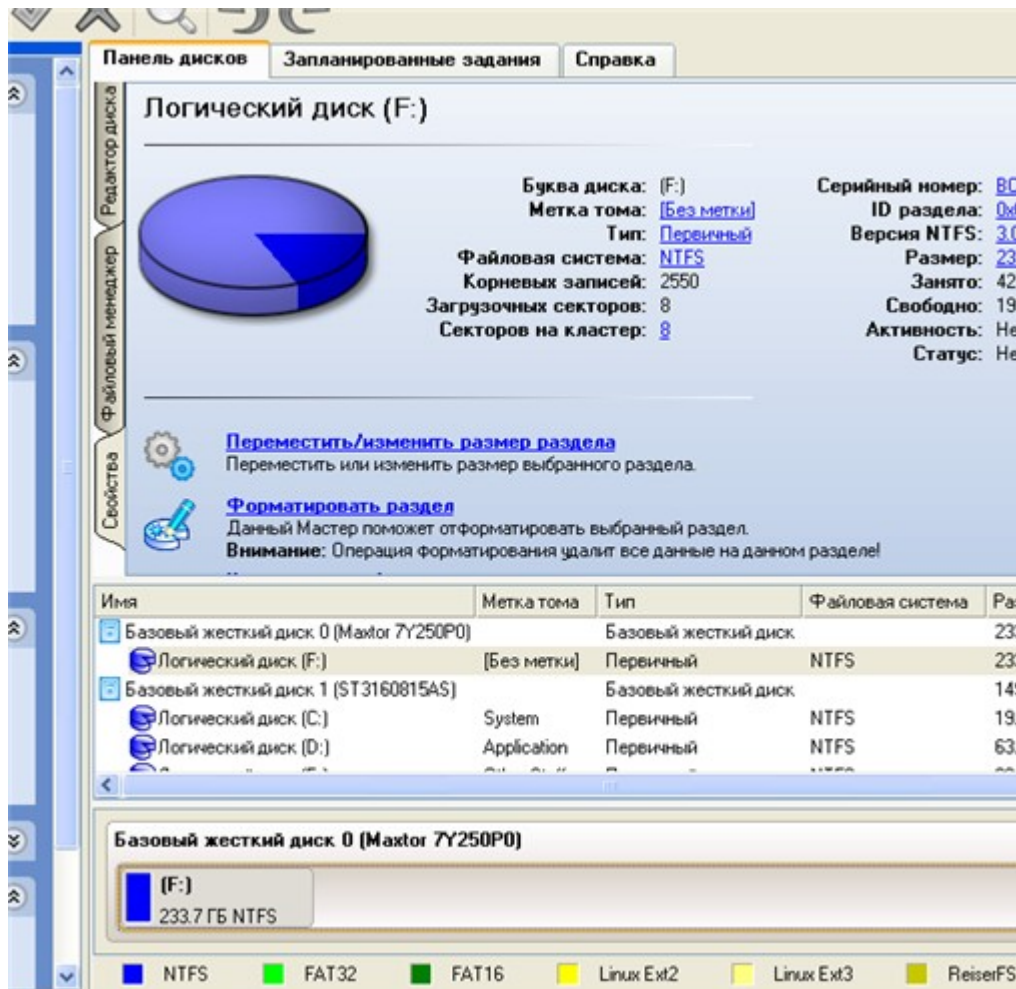 Панель дисков Запланированные задания Справка
Редактор диска
Файловый менеджер
Свойства
Логический диск (F:)
Буква диска: (F:) Серийный номер:
Метка тома: [Без метки] ID раздела:
Тип: Первичный Версия NTFS:
Файловая система: NTFS Размер:
Корневых записей: 2550 Занято:
Загрузочных секторов: 8 Свободно:
Секторов на кластер: 8 Активность:
Статус:
Переместить/изменить размер раздела
Переместить или изменить размер выбранного раздела.
Форматировать раздел
Данный Мастер поможет отформатировать выбранный раздел.
Внимание: Операция форматирования удалит все данные на данном разделе!
Имя Метка тома Тип Файловая система
Базовый жесткий диск 0 (Maxtor 7Y250P0) Базовый жесткий диск
Логический диск (F:) [Без метки] Первичный NTFS
Базовый жесткий диск 1 (ST3160815AS) Базовый жесткий диск
Логический диск (C:) System Первичный NTFS
Логический диск (D:) Application Первичный NTFS
Базовый жесткий диск 0 (Maxtor 7Y250P0)
(F:)
233.7 ГБ NTFS
NTFS FAT32 FAT16 Linux Ext2 Linux Ext3 ReiserFS